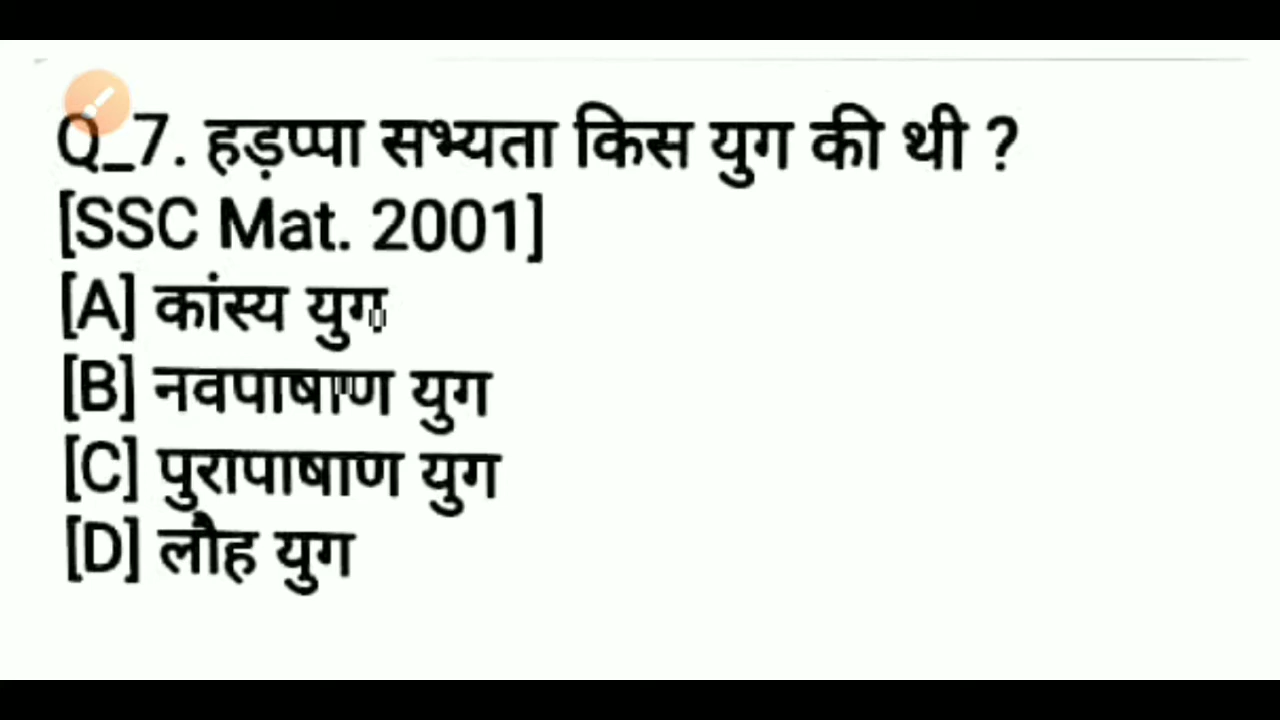 Q_7. हड़प्पा सभ्यता किस युग की थी ?
[SSC Mat. 2001]
[A] कांस्य युग
[B] नवपाषाण युग
[C] पुरापाषाण युग
[D] लौह युग